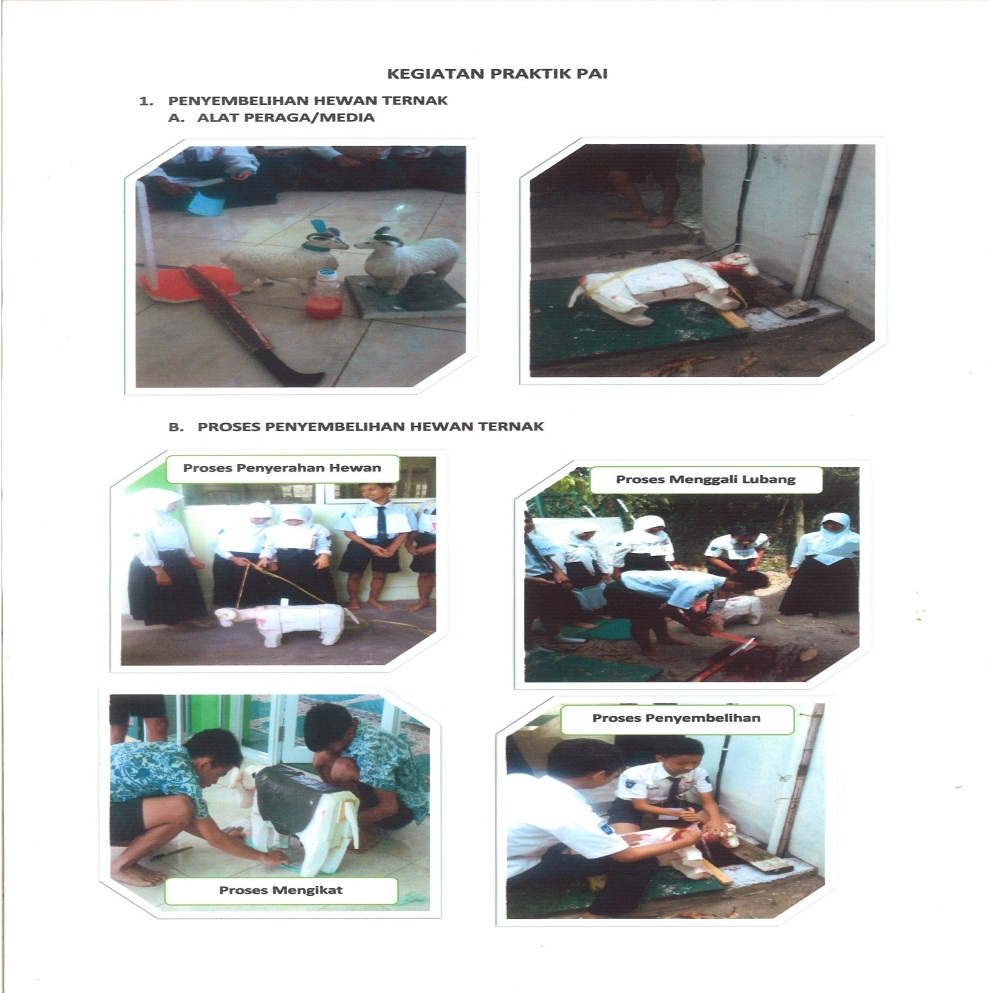 KEGIATAN PRAKTIK PAI
1. PENYEMBELIHAN HEWAN TERNAK
A. ALAT PERAGA/MEDIA
B. PROSES PENYEMBELIHAN HEWAN TERNAK
Proses Penyerahan Hewan
Proses Menggali Lubang
Proses Mengikat
Proses Penyembelihan